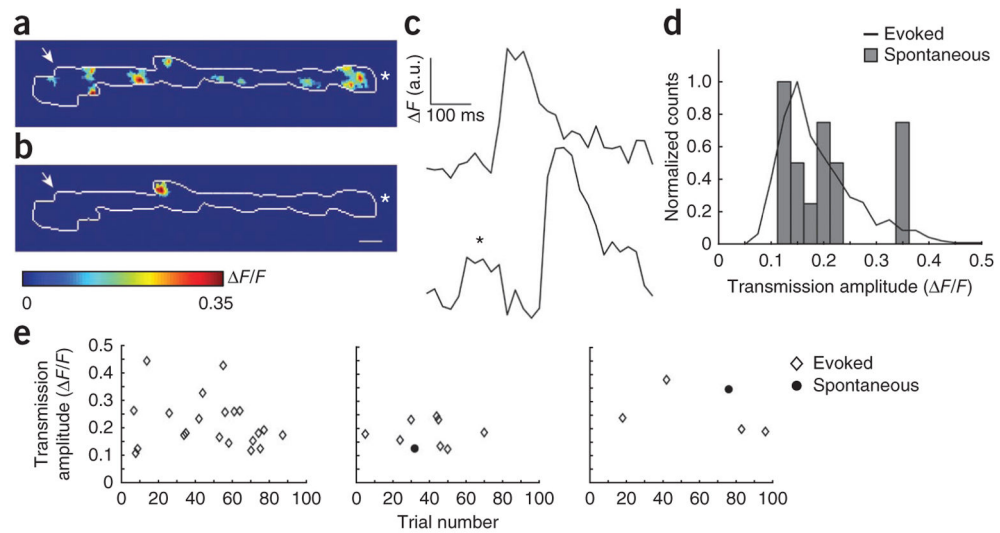 a
*
b
*
ΔF/F
0 0.35
c
ΔF (a.u.)
100 ms
*
d
Evoked
Spontaneous
Normalized counts
1.0
0.8
0.6
0.4
0.2
0
0 0.1 0.2 0.3 0.4 0.5
Transmission amplitude (ΔF/F)
e
Transmission
amplitude (ΔF/F)
0.5
0.4
0.3
0.2
0.1
0
0 20 40 60 80 100
0 20 40 60 80 100
0 20 40 60 80 100
Trial number
Evoked
Spontaneous